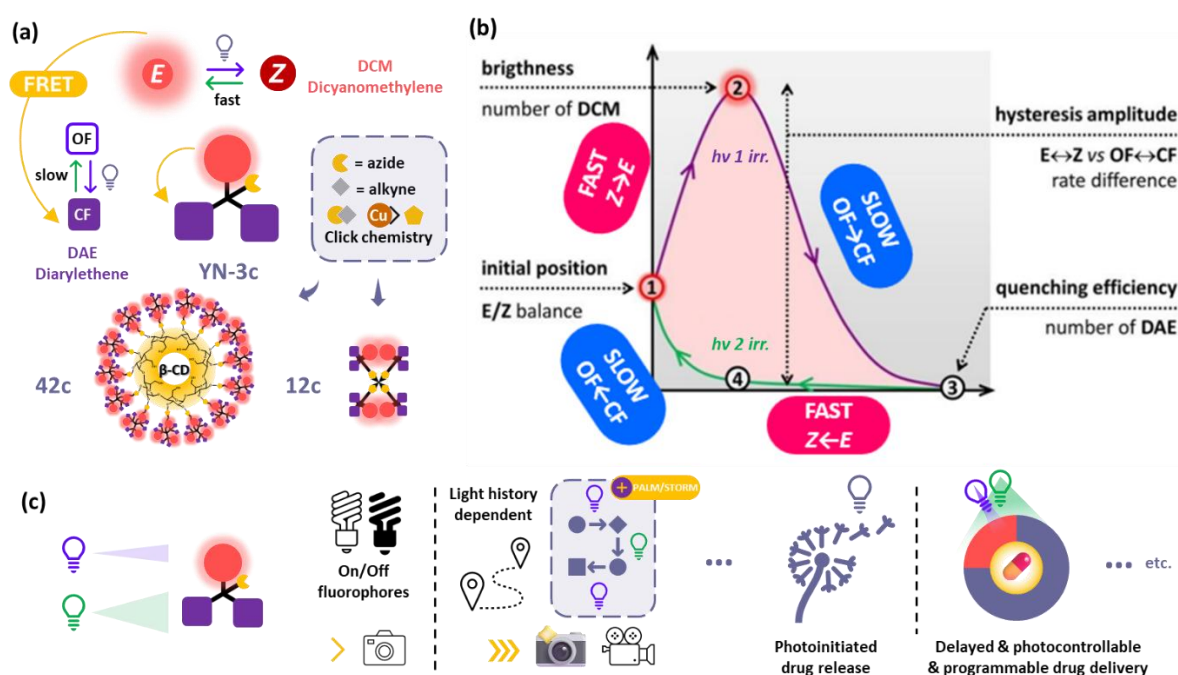 (a)
E
FRET
fast
Z
DCM
Dicyanomethylene
OF
slow
CF
DAE
Diarylethene
YN-3c
= azide
= alkyne
Cu
Click chemistry
42c
β-CD
12c
(b)
brigthness
number of DCM
2
hysteresis amplitude
E↔Z vs OF↔CF
rate difference
FAST
Z→E
hv 1 irr.
SLOW
OF→CF
initial position
1
E/Z balance
quenching efficiency
number of DAE
hv 2 irr.
SLOW
OF←CF
4
3
FAST
Z←E
(c)
On/Off
fluorophores
Light history
dependent
+ PALM/STORM
...
Photoinitiated
drug release
Delayed & photocontrollable
& programmable drug delivery
... etc.